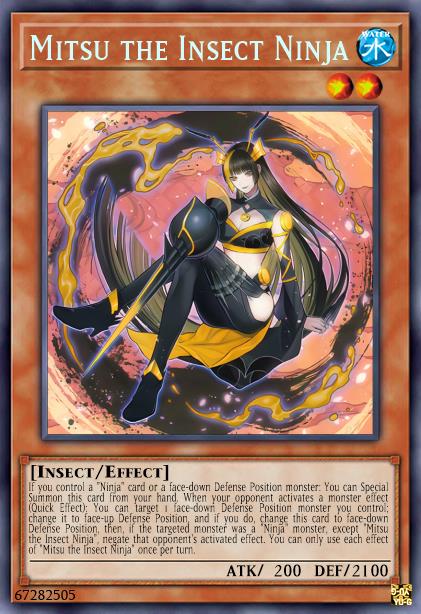 MITSU THE INSECT NINJA
WATER
水
[INSECT/EFFECT]
If you control a "Ninja" card or a face-down Defense Position monster: You can Special
Summon this card from your hand. When your opponent activates a monster effect
(Quick Effect): You can target 1 face-down Defense Position monster you control;
change it to face-up Defense Position, and if you do, change this card to face-
down Defense Position, then, if the targeted monster was a "Ninja" monster, except "Mitsu
the Insect Ninja", negate that opponent's activated effect. You can only use each effect
of "Mitsu the Insect Ninja" once per turn.
ATK/ 200 DEF/2100
67282505